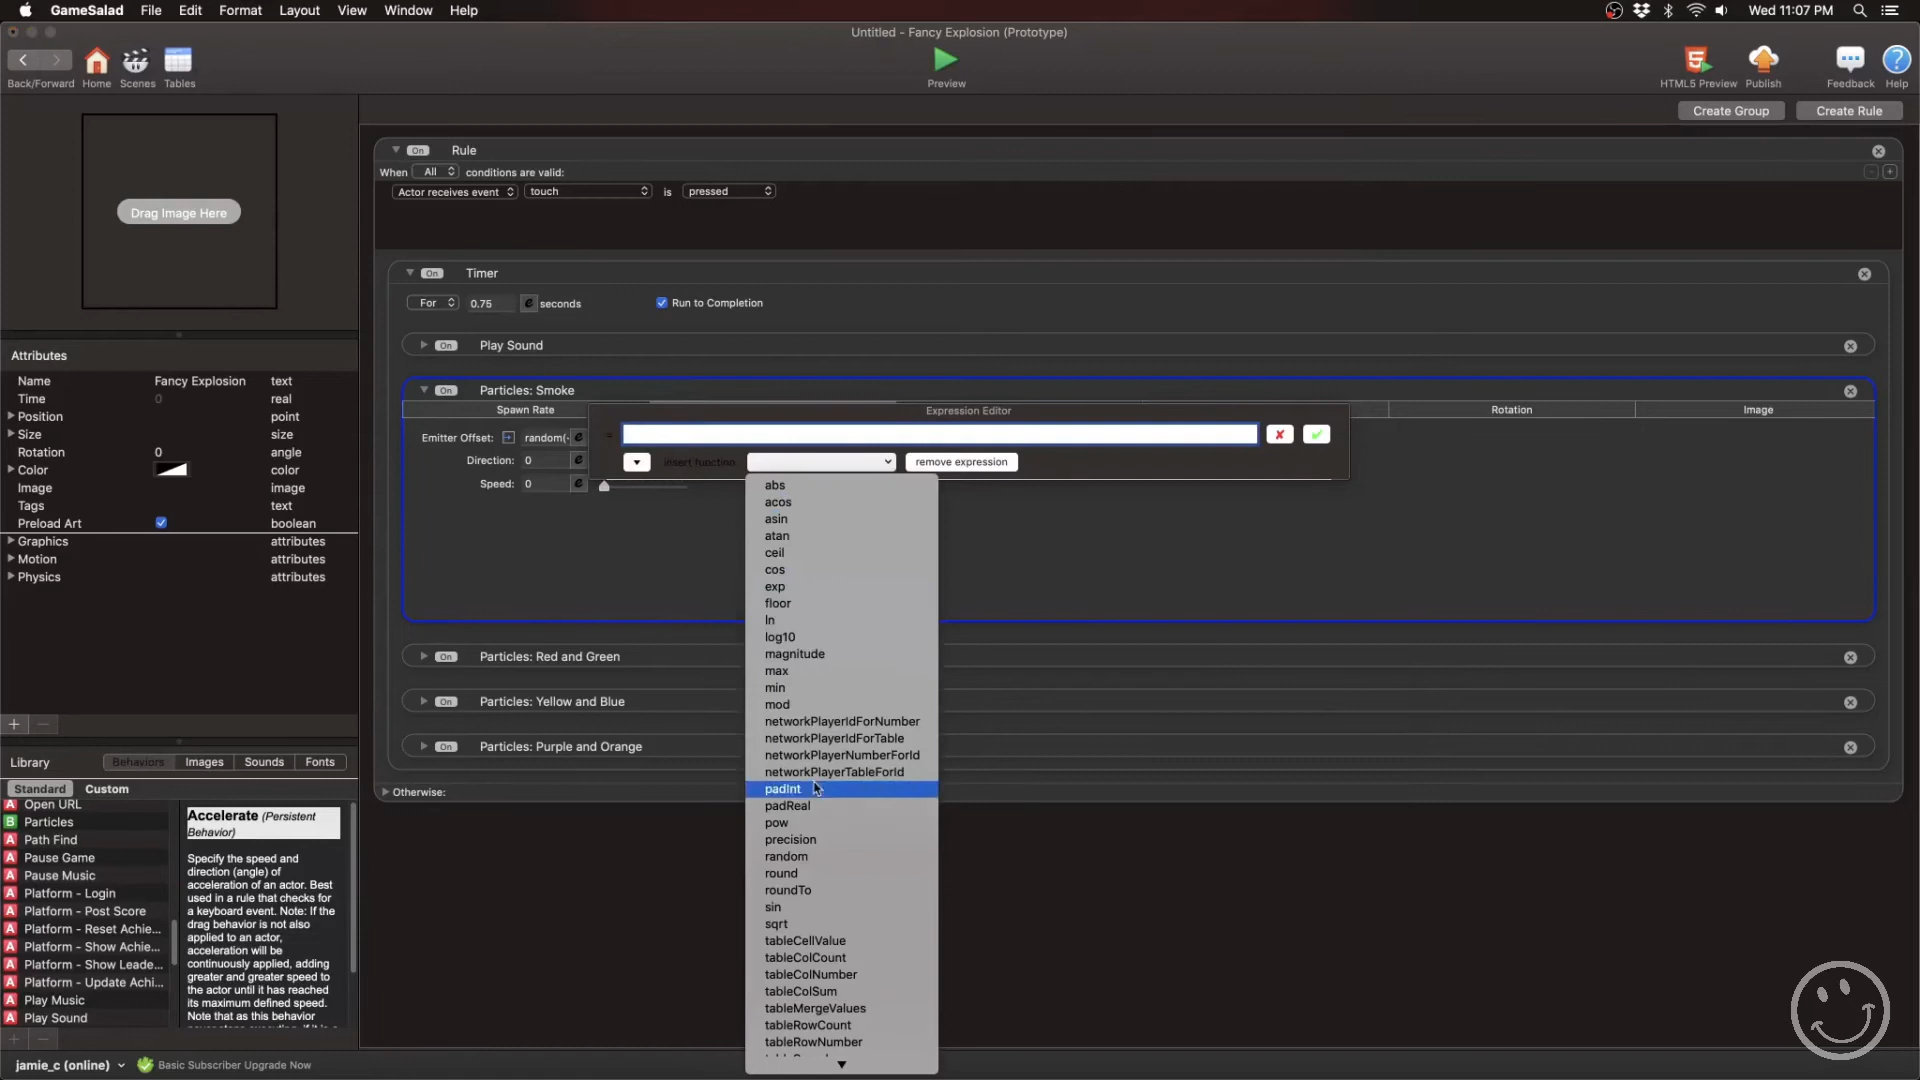 GameSalad File Edit Format Layout View Window Help Wed 11:07 PM
Untitled - Fancy Explosion (Prototype)
Back/Forward Home Scenes Tables Preview HTML5 Preview Publish Feedback Help
Create Group Create Rule
Drag Image Here
Attributes
Name Fancy Explosion text
Time 0 real
Position point
Size size
Rotation 0 angle
Color color
Image image
Tags text
Preload Art boolean
Graphics attributes
Motion attributes
Physics attributes
Library Behaviors Images Sounds Fonts
Standard Custom
Open URL
Particles
Path Find
Pause Game
Pause Music
Platform - Login
Platform - Post Score
Platform - Reset Achie...
Platform - Show Achie...
Platform - Show Leade...
Platform - Update Achi...
Play Music
Play Sound
Accelerate (Persistent
Behavior)
Specify the speed and
direction (angle) of
acceleration of an actor. Best
used in a rule that checks for
a keyboard event. Note: If the
drag behavior is not also
applied to an actor,
acceleration will be
continuously applied, adding
greater and greater speed to
the actor until it has reached
its maximum defined speed.
Note that as this behavior
jamie_c (online) Basic Subscriber Upgrade Now
On Rule
When All conditions are valid:
Actor receives event touch is pressed
On Timer
For 0.75 e seconds Run to Completion
On Play Sound
On Particles: Smoke
Spawn Rate Rotation Image
Emitter Offset: random(- e
Direction: 0 e
Speed: 0 e
Expression Editor
=
insert function: remove expression
abs
acos
asin
atan
ceil
cos
exp
floor
ln
log10
magnitude
max
min
mod
networkPlayerIdForNumber
networkPlayerIdForTable
networkPlayerNumberForId
networkPlayerTableForId
padInt
padReal
pow
precision
random
round
roundTo
sin
sqrt
tableCellValue
tableColCount
tableColNumber
tableColSum
tableMergeValues
tableRowCount
tableRowNumber
On Particles: Red and Green
On Particles: Yellow and Blue
On Particles: Purple and Orange
Otherwise: